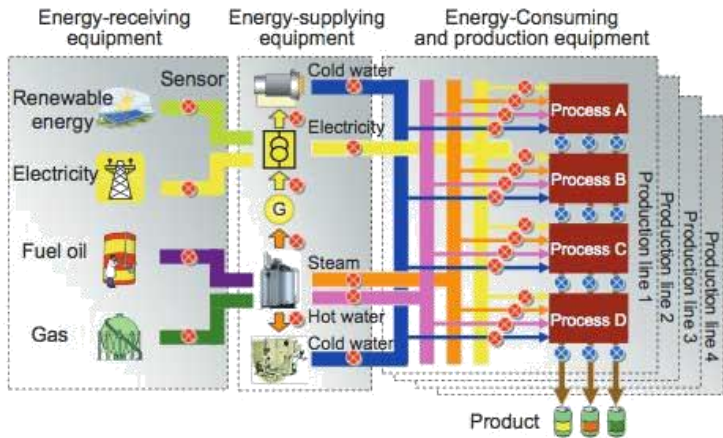 Energy-receiving
equipment
Energy-supplying
equipment
Energy-Consuming
and production equipment
Sensor
Renewable
energy
Electricity
Fuel oil
Gas
Cold water
Electricity
G
Steam
Hot water
Cold water
Process A
Process B
Process C
Process D
Production line 1
Production line 2
Production line 3
Production line 4
Product